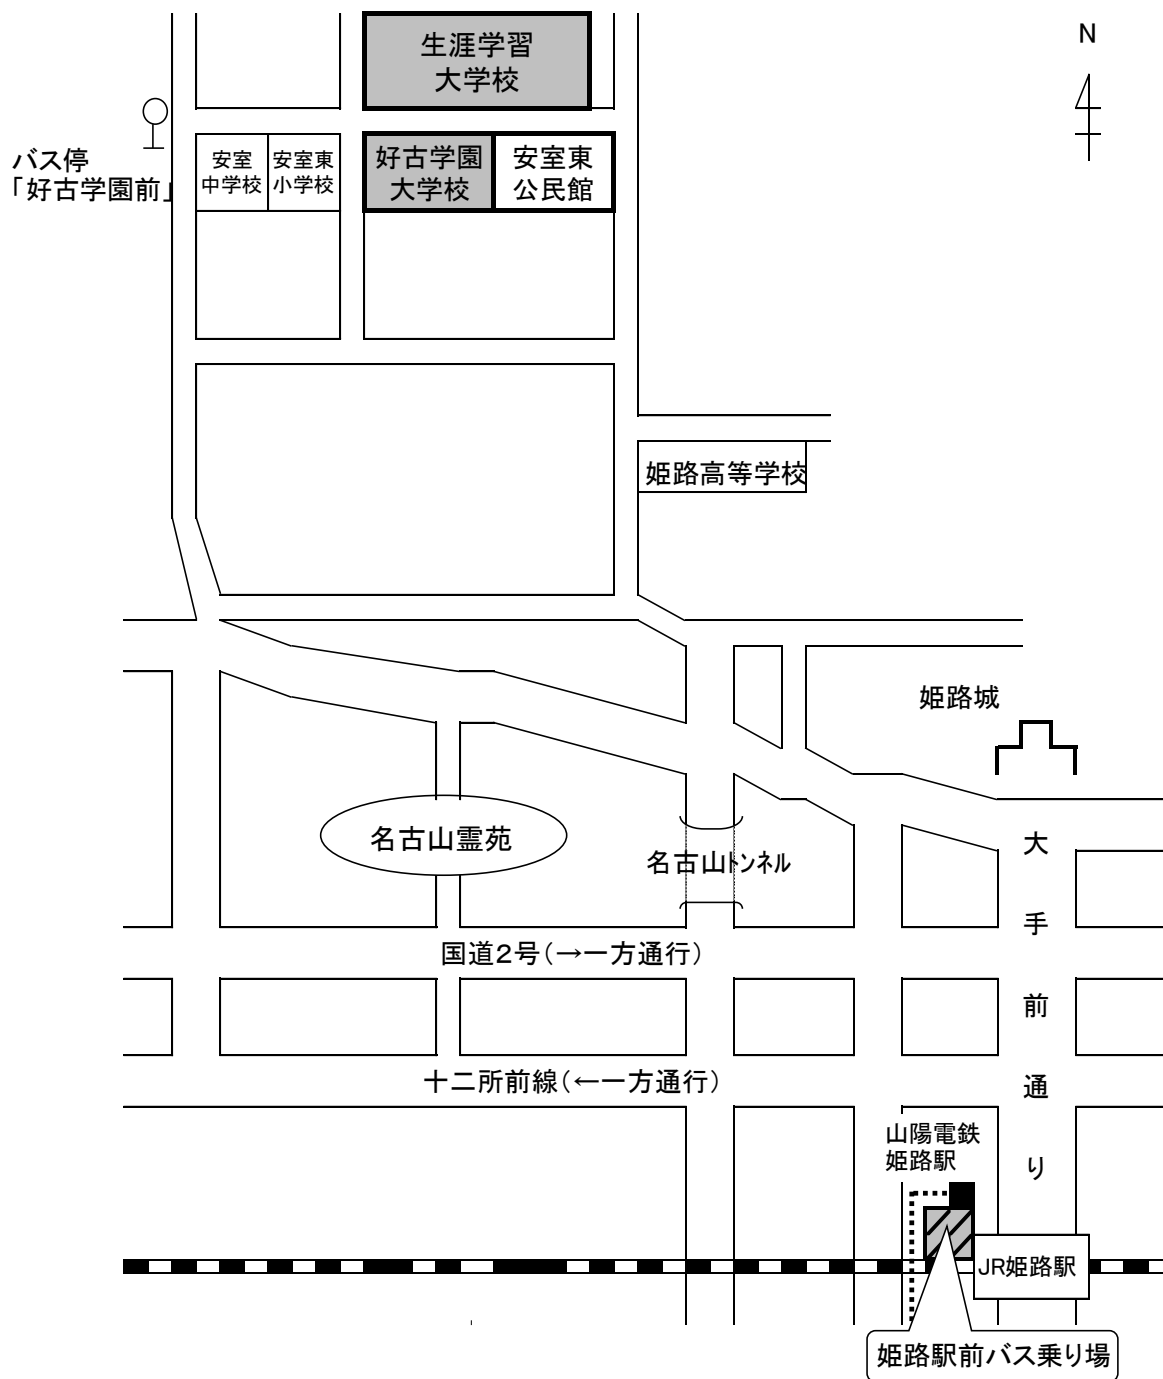 N
生涯学習
大学校
バス停
「好古学園前」
安室
中学校
安室東
小学校
好古学園
大学校
安室東
公民館
姫路高等学校
姫路城
名古山霊苑
名古山トンネル
大手前通り
国道2号(→一方通行)
十二所前線(←一方通行)
山陽電鉄
姫路駅
JR姫路駅
姫路駅前バス乗り場